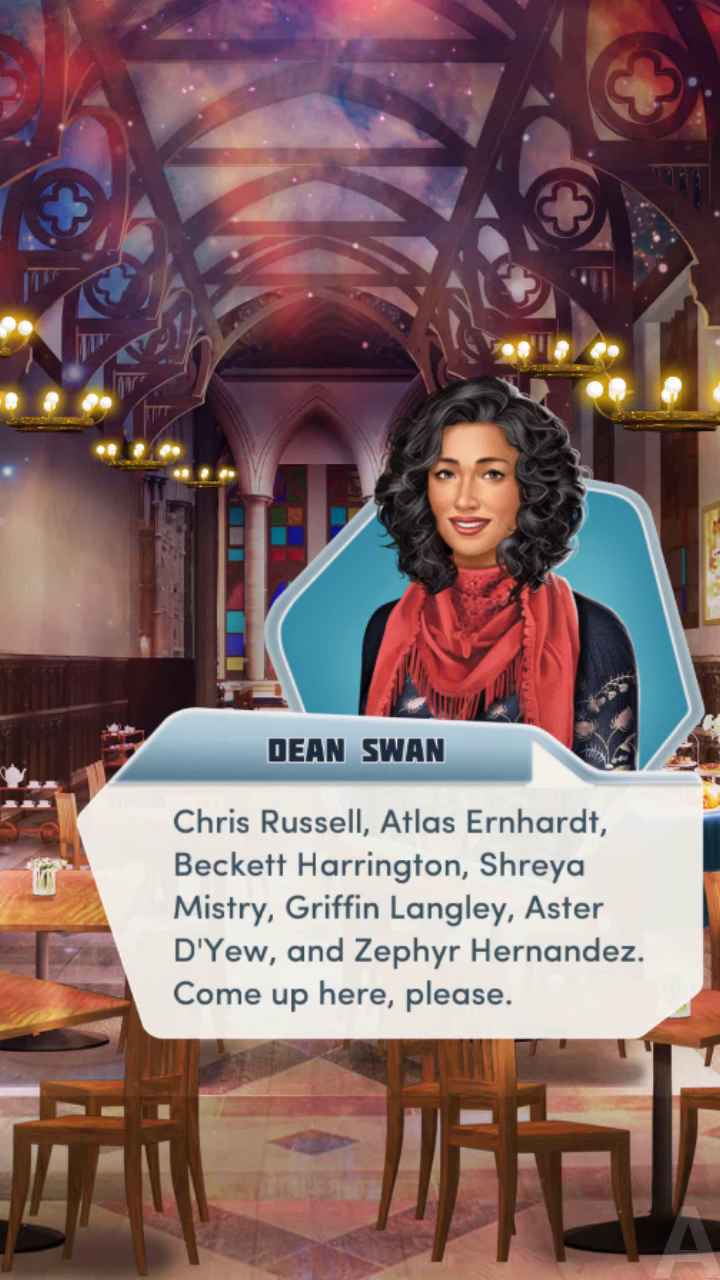 DEAN SWAN
Chris Russell, Atlas Ernhardt,
Beckett Harrington, Shreya
Mistry, Griffin Langley, Aster
D'Yew, and Zephyr Hernandez.
Come up here, please.
A